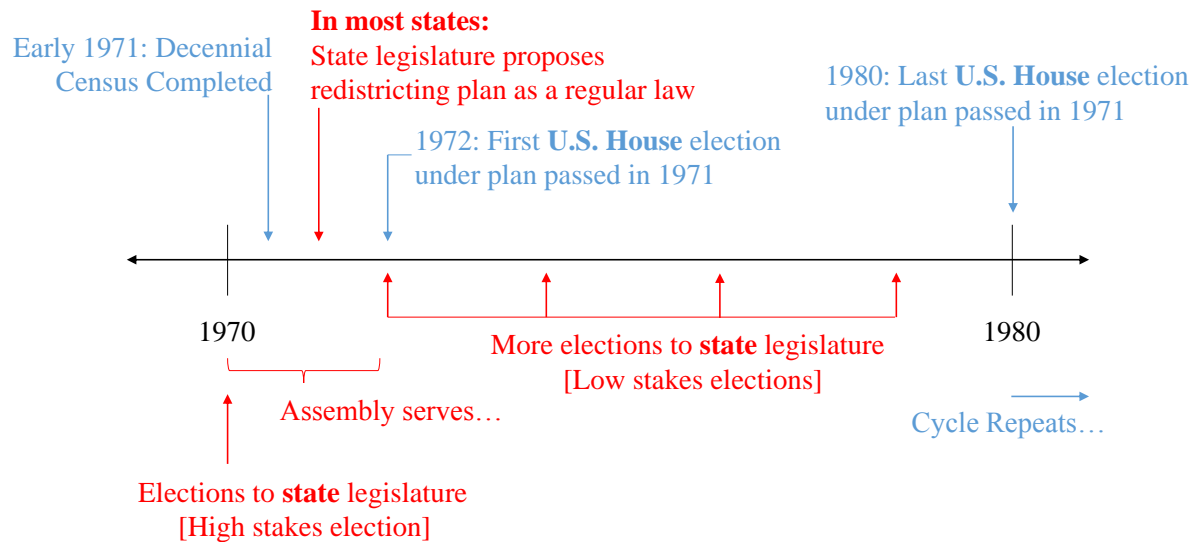 In most states:
State legislature proposes
redistricting plan as a regular law
Early 1971: Decennial
Census Completed
1980: Last U.S. House election
under plan passed in 1971
1972: First U.S. House election
under plan passed in 1971
1970
1980
More elections to state legislature
[Low stakes elections]
Assembly serves…
Cycle Repeats…
Elections to state legislature
[High stakes election]